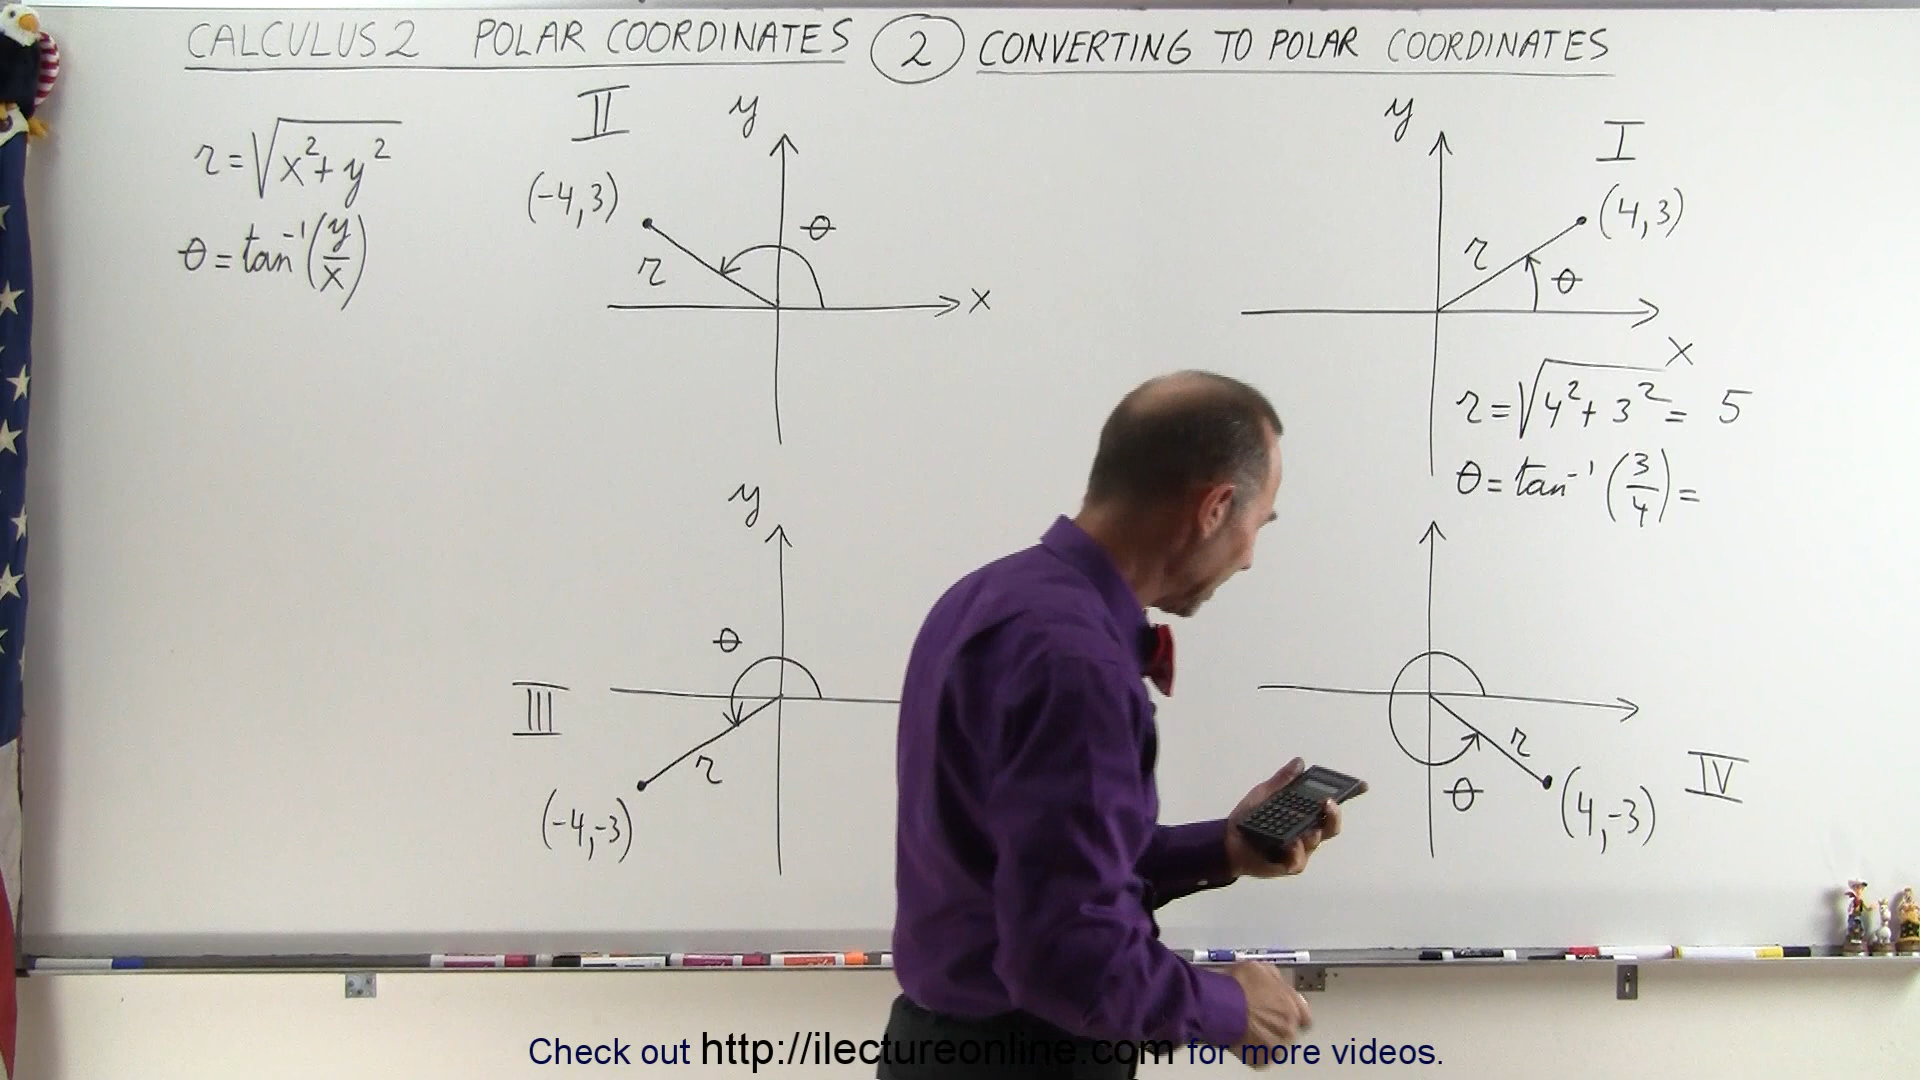 CALCULUS 2 POLAR COORDINATES 2 CONVERTING TO POLAR COORDINATES
r = √(x² + y²)
θ = tan⁻¹(y/x)
II
y
(-4,3)
θ
r
x
y
I
(4,3)
r
θ
x
r = √(4² + 3²) = 5
θ = tan⁻¹(3/4) =
y
θ
III
r
(-4,-3)
r
θ
IV
(4,-3)
Check out http://ilectureonline.com for more videos.